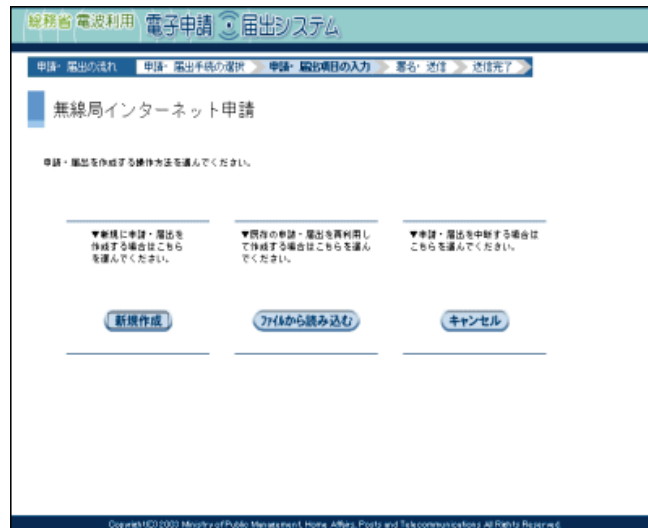 総務省 電波利用 電子申請・届出システム
申請・届出の流れ 申請・届出手続の選択 申請・届出項目の入力 署名・送信 送信完了
無線局インターネット申請
申請・届出を作成する操作方法を選んでください。
▼新規に申請・届出を
作成する場合はこちら
を選んでください。
▼既存の申請・届出を再利用し
て作成する場合はこちらを選ん
でください。
▼申請・届出を中断する場合は
こちらを選んでください。
新規作成
ファイルから読み込む
キャンセル
Copyright(C)2003 Ministry of Public Management, Home Affairs, Posts and Telecommunications All Rights Reserved.